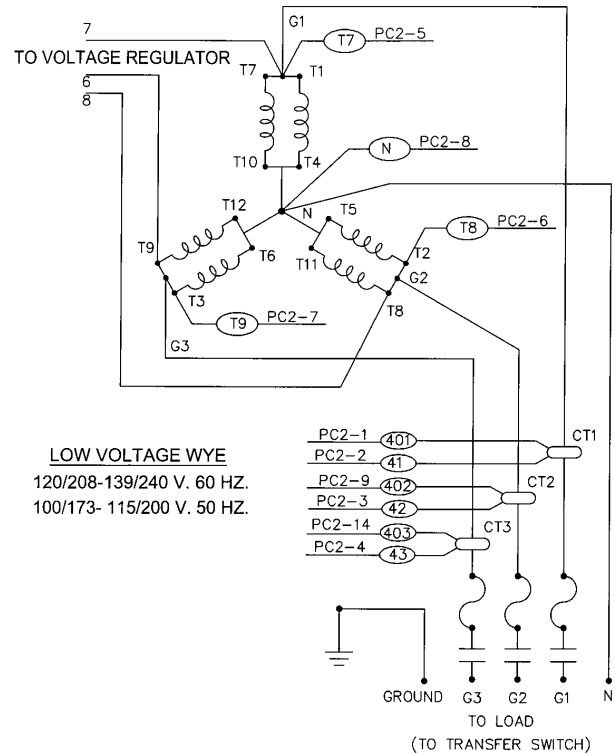 7
G1
T7
PC2-5
TO VOLTAGE REGULATOR
T7
T1
6
8
T10
T4
N
PC2-8
N
T12
T5
T8
PC2-6
T9
T6
T11
T2
G2
T3
T8
T9
PC2-7
G3
PC2-1
401
CT1
LOW VOLTAGE WYE
PC2-2
41
120/208-139/240 V. 60 HZ.
PC2-9
402
CT2
100/173- 115/200 V. 50 HZ.
PC2-3
42
PC2-14
403
CT3
PC2-4
43
GROUND
G3
G2
G1
N
TO LOAD
(TO TRANSFER SWITCH)